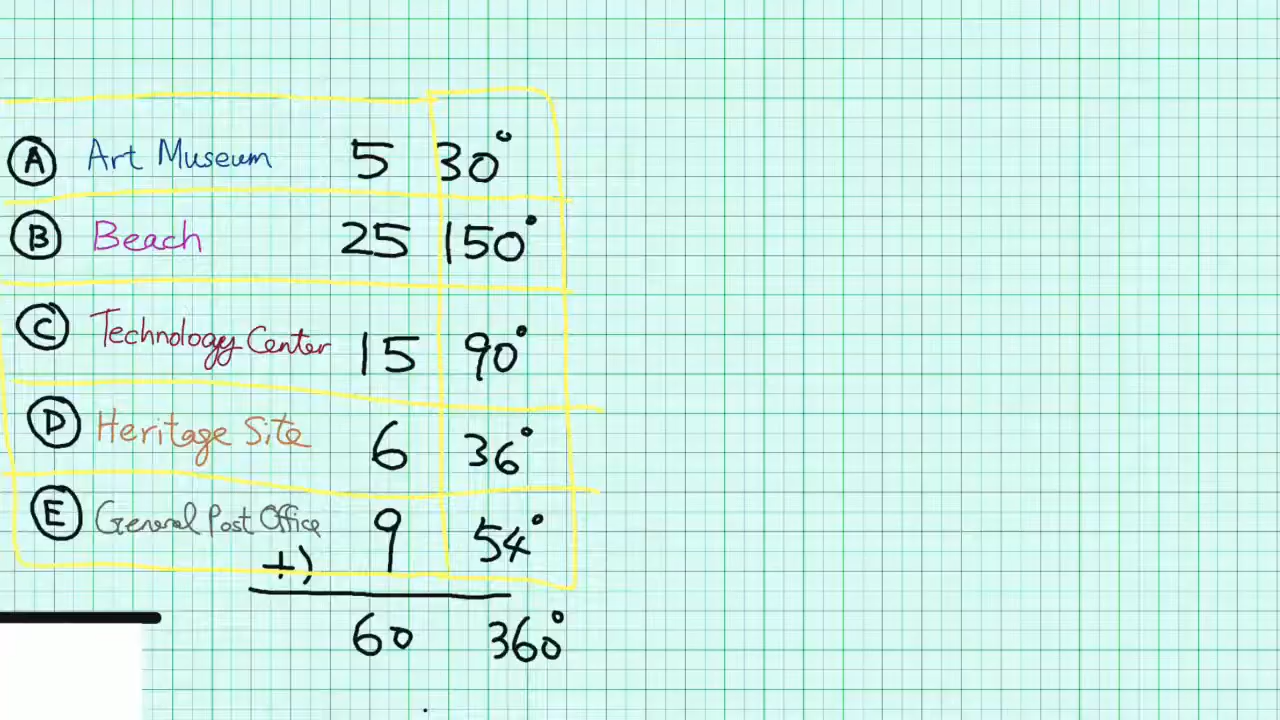 A Art Museum 5 30°
B Beach 25 150°
C Technology Center 15 90°
D Heritage Site 6 36°
E General Post Office 9 54°
+)
60 360°